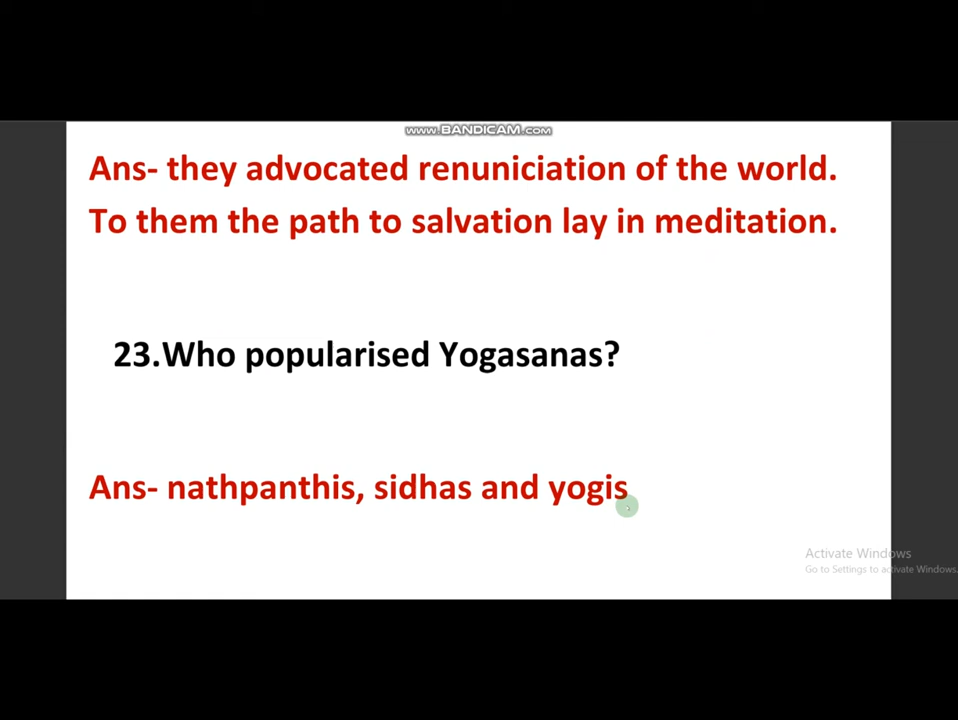 www.BANDICAM.com
Ans- they advocated renuniciation of the world.
To them the path to salvation lay in meditation.
23.Who popularised Yogasanas?
Ans- nathpanthis, sidhas and yogis
Activate Windows
Go to Settings to activate Windows.